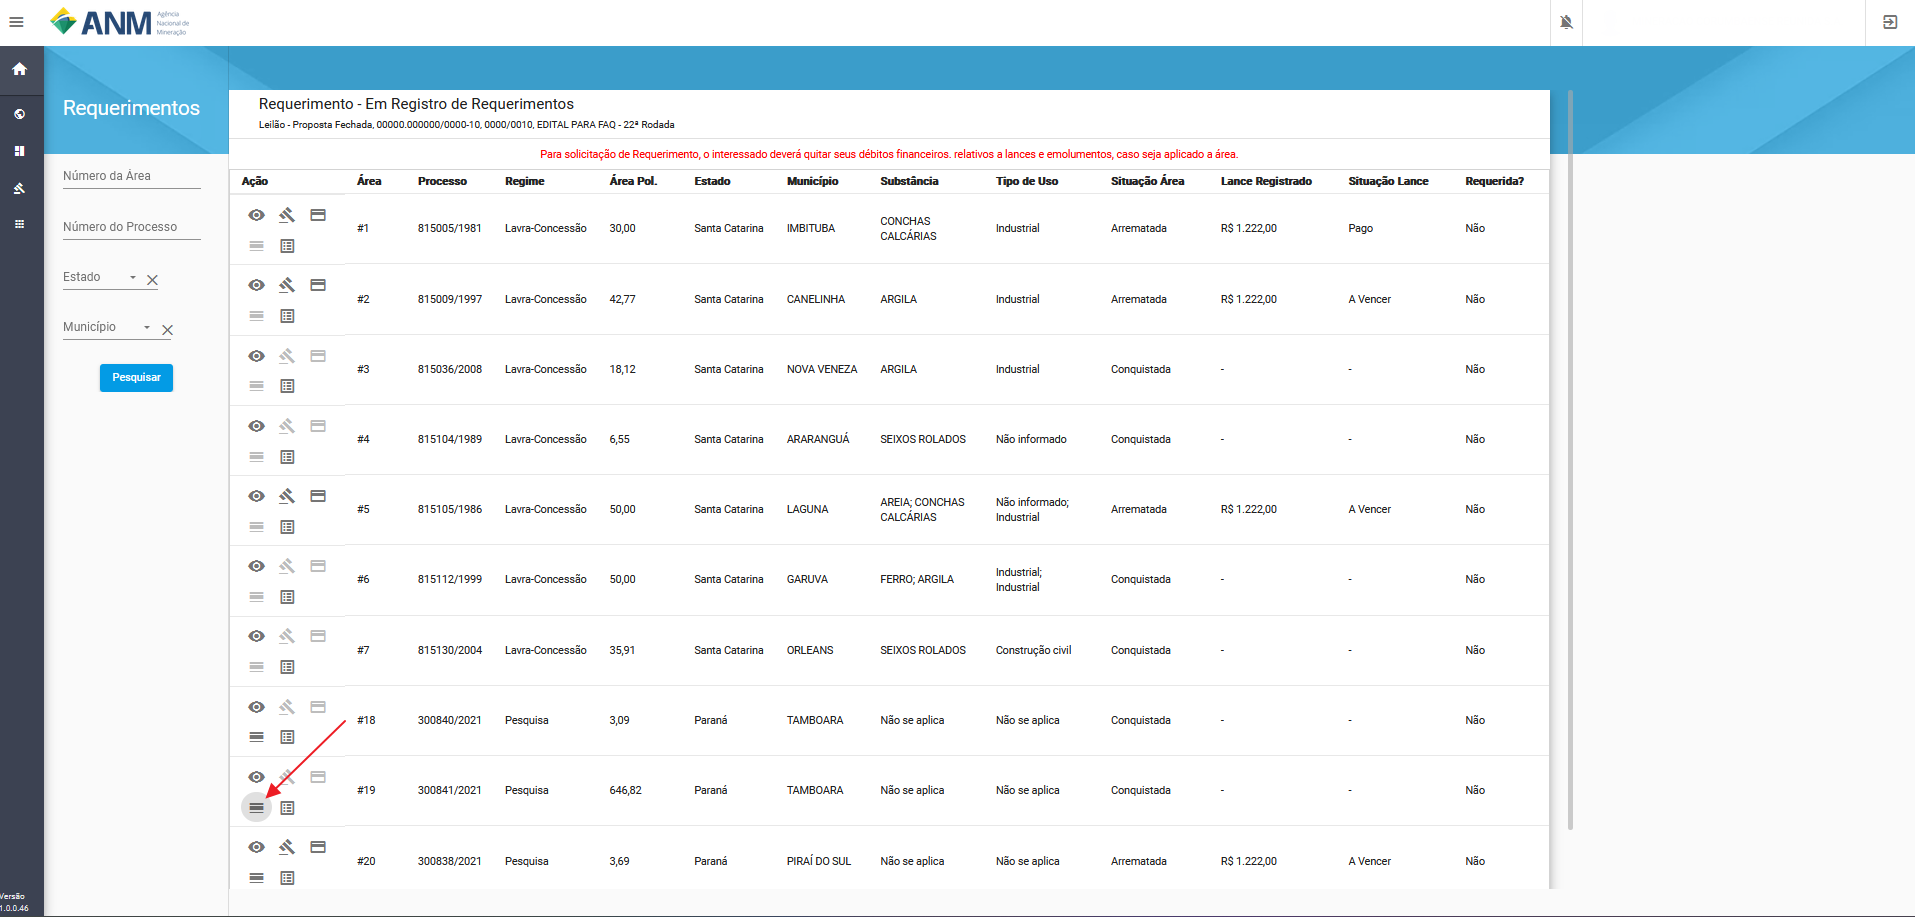 ANM Agência
Nacional de
Mineração
Requerimentos
Número da Área
Número do Processo
Estado
Município
Pesquisar
Versão
1.0.0.46
Requerimento - Em Registro de Requerimentos
Leilão - Proposta Fechada, 00000.000000/0000-10, 0000/0010, EDITAL PARA FAQ - 22ª Rodada
Para solicitação de Requerimento, o interessado deverá quitar seus débitos financeiros. relativos a lances e emolumentos, caso seja aplicado a área.
Ação Área Processo Regime Área Pol. Estado Município Substância Tipo de Uso Situação Área Lance Registrado Situação Lance Requerida?
#1 815005/1981 Lavra-Concessão 30,00 Santa Catarina IMBITUBA CONCHAS CALCÁRIAS Industrial Arrematada R$ 1.222,00 Pago Não
#2 815009/1997 Lavra-Concessão 42,77 Santa Catarina CANELINHA ARGILA Industrial Arrematada R$ 1.222,00 A Vencer Não
#3 815036/2008 Lavra-Concessão 18,12 Santa Catarina NOVA VENEZA ARGILA Industrial Conquistada - - Não
#4 815104/1989 Lavra-Concessão 6,55 Santa Catarina ARARANGUÁ SEIXOS ROLADOS Não informado Conquistada - - Não
#5 815105/1986 Lavra-Concessão 50,00 Santa Catarina LAGUNA AREIA; CONCHAS CALCÁRIAS Não informado; Industrial Arrematada R$ 1.222,00 A Vencer Não
#6 815112/1999 Lavra-Concessão 50,00 Santa Catarina GARUVA FERRO; ARGILA Industrial; Industrial Conquistada - - Não
#7 815130/2004 Lavra-Concessão 35,91 Santa Catarina ORLEANS SEIXOS ROLADOS Construção civil Conquistada - - Não
#18 300840/2021 Pesquisa 3,09 Paraná TAMBOARA Não se aplica Não se aplica Conquistada - - Não
#19 300841/2021 Pesquisa 646,82 Paraná TAMBOARA Não se aplica Não se aplica Conquistada - - Não
#20 300838/2021 Pesquisa 3,69 Paraná PIRAÍ DO SUL Não se aplica Não se aplica Arrematada R$ 1.222,00 A Vencer Não